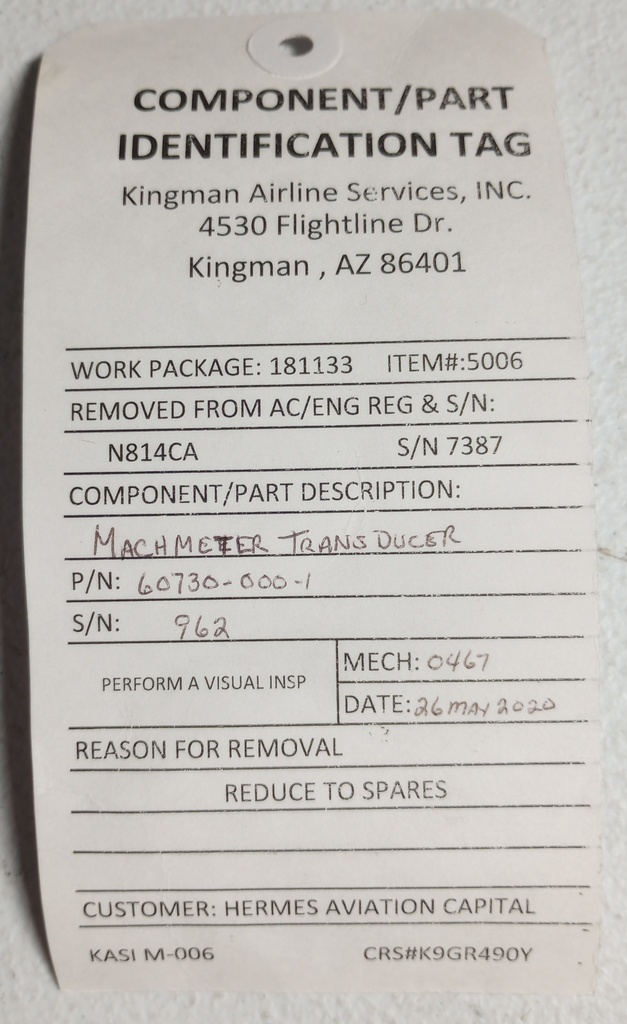 COMPONENT/PART
IDENTIFICATION TAG
Kingman Airline Services, INC.
4530 Flightline Dr.
Kingman , AZ 86401
WORK PACKAGE: 181133 ITEM#:5006
REMOVED FROM AC/ENG REG & S/N:
N814CA S/N 7387
COMPONENT/PART DESCRIPTION:
MACHMETER TRANSDUCER
P/N: 60730-000-1
S/N: 962
PERFORM A VISUAL INSP
MECH: 0467
DATE: 26 MAY 2020
REASON FOR REMOVAL
REDUCE TO SPARES
CUSTOMER: HERMES AVIATION CAPITAL
KASI M-006 CRS#K9GR490Y